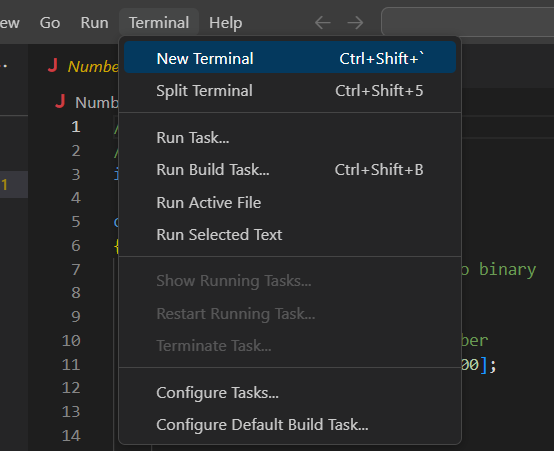 ew Go Run Terminal Help
J Numbe
J Numb
New Terminal Ctrl+Shift+`
Split Terminal Ctrl+Shift+5
Run Task...
Run Build Task... Ctrl+Shift+B
Run Active File
Run Selected Text
Show Running Tasks...
Restart Running Task...
Terminate Task...
Configure Tasks...
Configure Default Build Task...
1
1 /
2 /
3 i
4
5 c
6 {
7 o binary
8
9
10 ber
11 00];
12
13
14